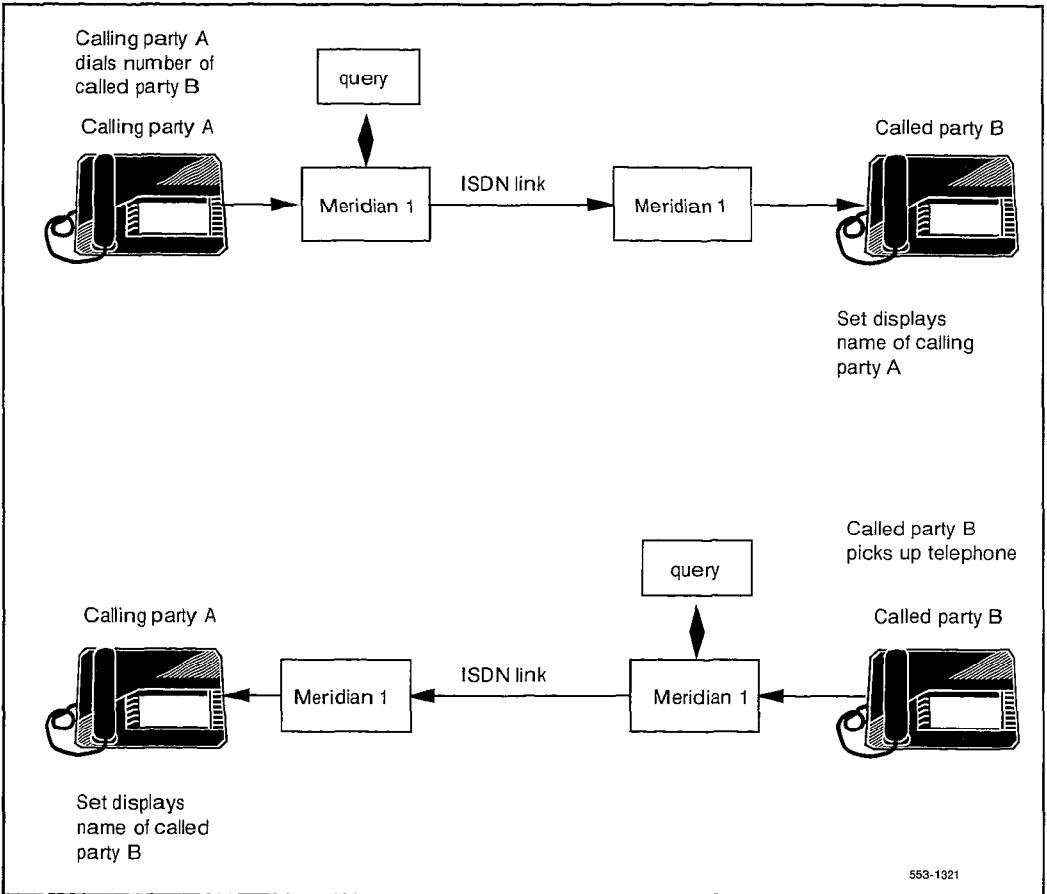 Calling party A
dials number of
called party B
query
Calling party A
Called party B
Meridian 1
ISDN link
Meridian 1
Set displays
name of calling
party A
Called party B
picks up telephone
query
Calling party A
Called party B
Meridian 1
ISDN link
Meridian 1
Set displays
name of called
party B
553-1321